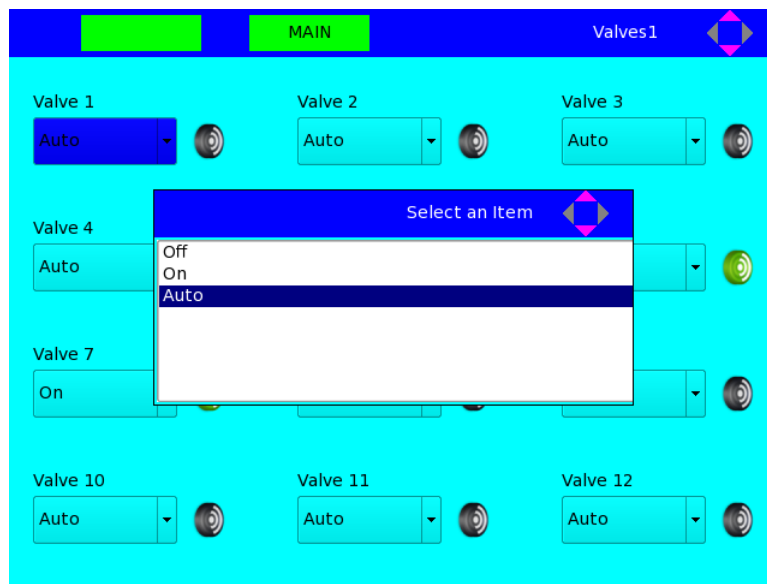 MAIN Valves1
Valve 1 Valve 2 Valve 3
Auto Auto Auto
Select an Item
Valve 4
Off
Auto
On
Auto
Valve 7
On
Valve 10 Valve 11 Valve 12
Auto Auto Auto